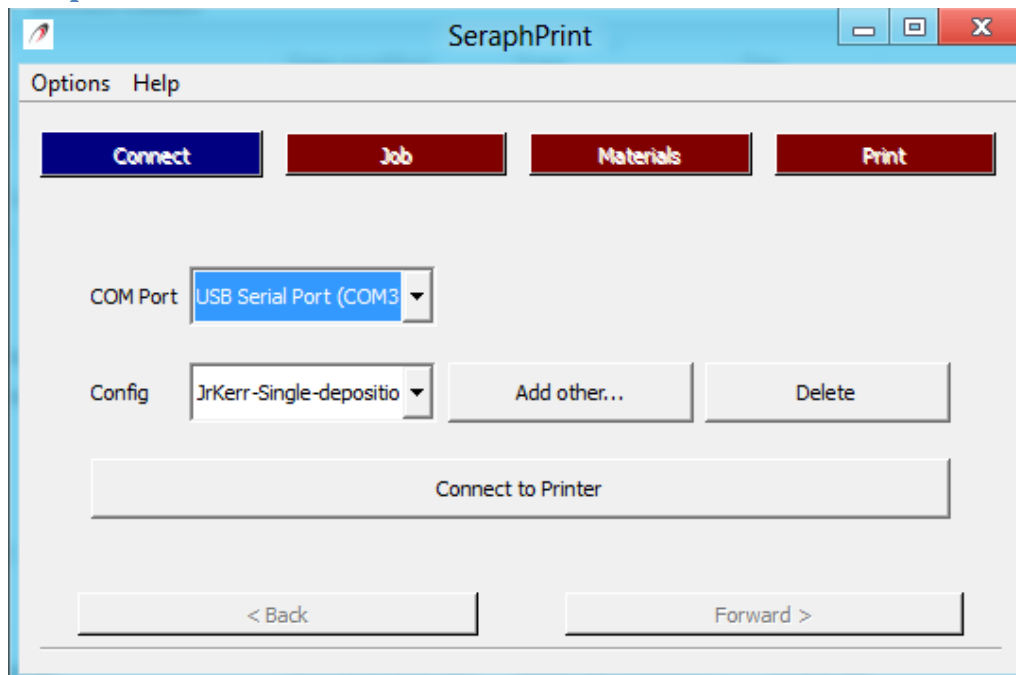 SeraphPrint
Options Help
Connect Job Materials Print
COM Port USB Serial Port (COM3
Config JrKerr-Single-depositio Add other... Delete
Connect to Printer
< Back Forward >